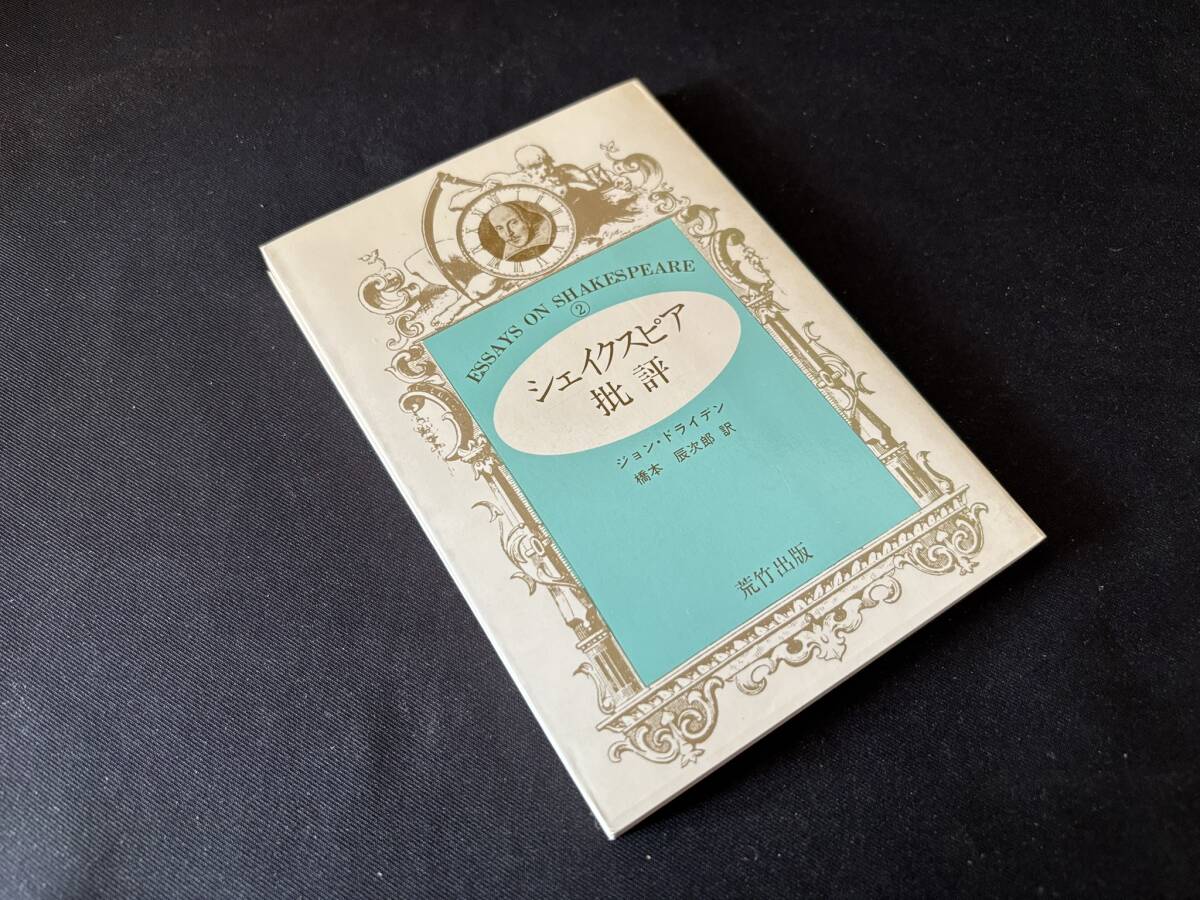 ESSAYS ON SHAKESPEARE
②
シェイクスピア
批評
ジョン・ドライデン
橋本 辰次郎 訳
荒竹出版